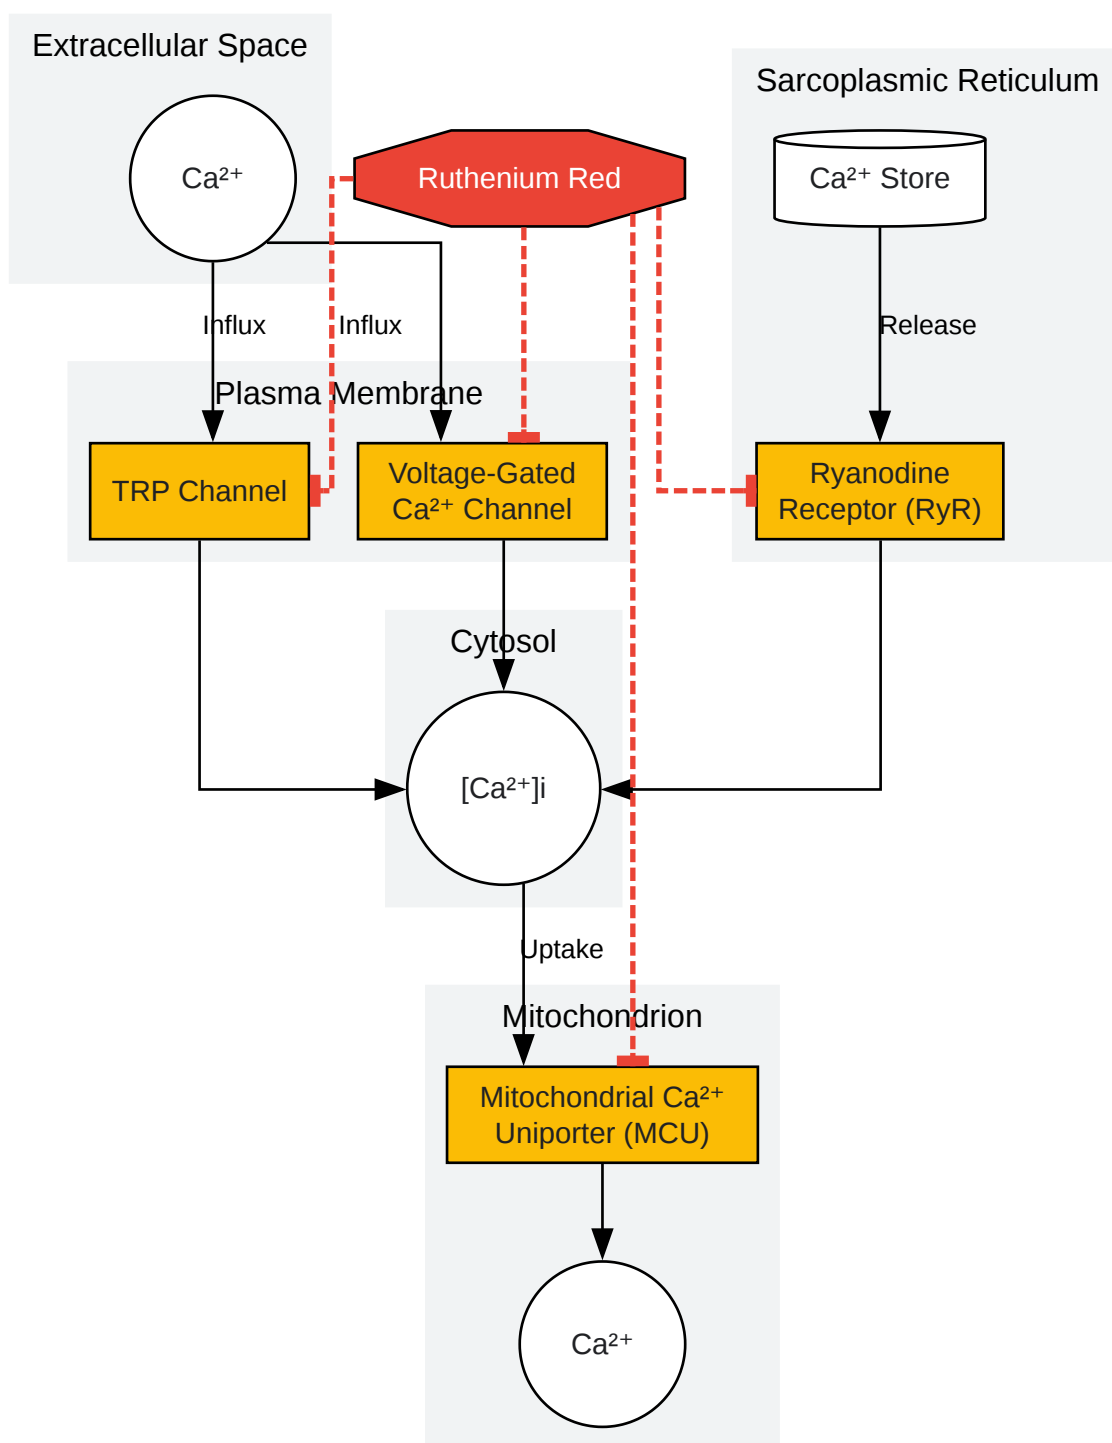 Extracellular Space
Sarcoplasmic Reticulum
Ca²⁺
Ruthenium Red
Ca²⁺ Store
Influx
Influx
Release
Plasma Membrane
TRP Channel
Voltage-Gated
Ca²⁺ Channel
Ryanodine
Receptor (RyR)
Cytosol
[Ca²⁺]i
Uptake
Mitochondrion
Mitochondrial Ca²⁺
Uniporter (MCU)
Ca²⁺